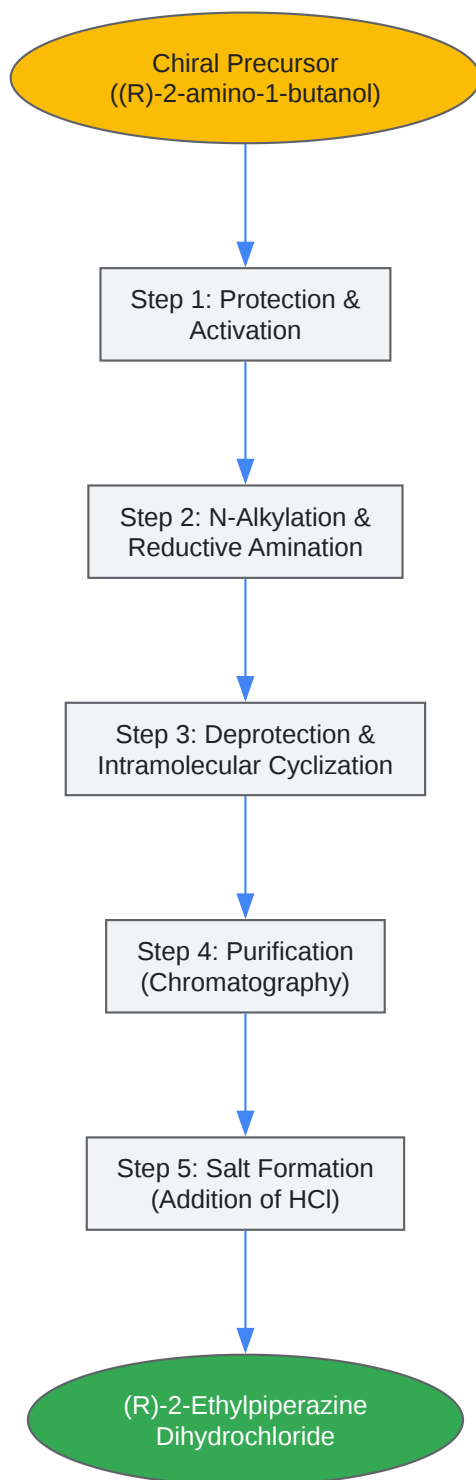 Chiral Precursor
((R)-2-amino-1-butanol)
Step 1: Protection &
Activation
Step 2: N-Alkylation &
Reductive Amination
Step 3: Deprotection &
Intramolecular Cyclization
Step 4: Purification
(Chromatography)
Step 5: Salt Formation
(Addition of HCl)
(R)-2-Ethylpiperazine
Dihydrochloride